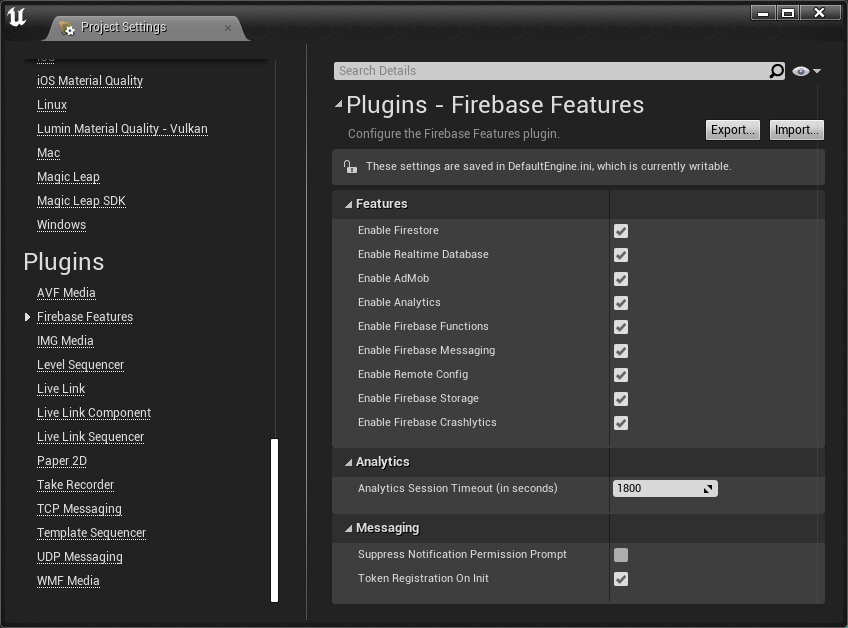 Project Settings
iOS
iOS Material Quality
Linux
Lumin Material Quality - Vulkan
Mac
Magic Leap
Magic Leap SDK
Windows
Plugins
AVF Media
Firebase Features
IMG Media
Level Sequencer
Live Link
Live Link Component
Live Link Sequencer
Paper 2D
Take Recorder
TCP Messaging
Template Sequencer
UDP Messaging
WMF Media
Search Details
Plugins - Firebase Features
Configure the Firebase Features plugin.
Export...
Import...
These settings are saved in DefaultEngine.ini, which is currently writable.
Features
Enable Firestore
Enable Realtime Database
Enable AdMob
Enable Analytics
Enable Firebase Functions
Enable Firebase Messaging
Enable Remote Config
Enable Firebase Storage
Enable Firebase Crashlytics
Analytics
Analytics Session Timeout (in seconds)
1800
Messaging
Suppress Notification Permission Prompt
Token Registration On Init